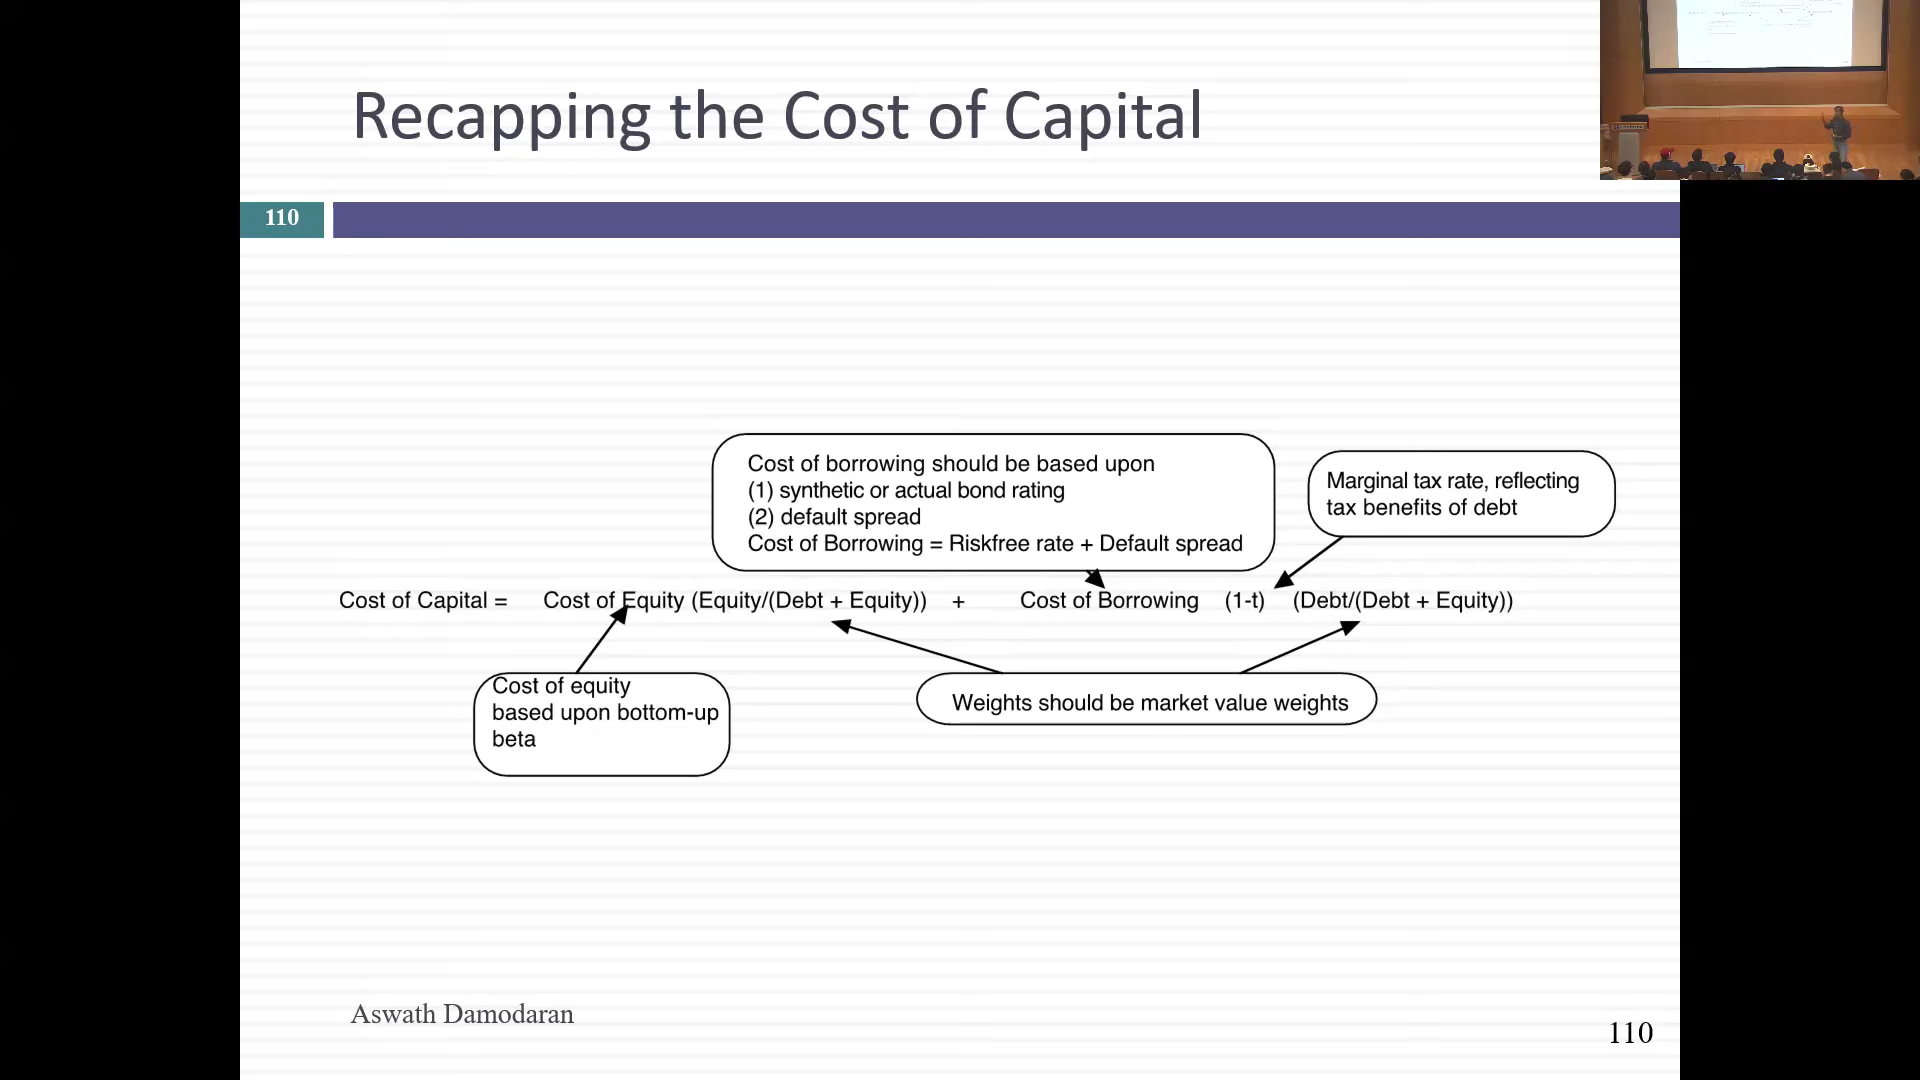 Recapping the Cost of Capital
110
Cost of borrowing should be based upon
(1) synthetic or actual bond rating
(2) default spread
Cost of Borrowing = Riskfree rate + Default spread
Marginal tax rate, reflecting
tax benefits of debt
Cost of Capital = Cost of Equity (Equity/(Debt + Equity)) + Cost of Borrowing (1-t) (Debt/(Debt + Equity))
Cost of equity
based upon bottom-up
beta
Weights should be market value weights
Aswath Damodaran
110